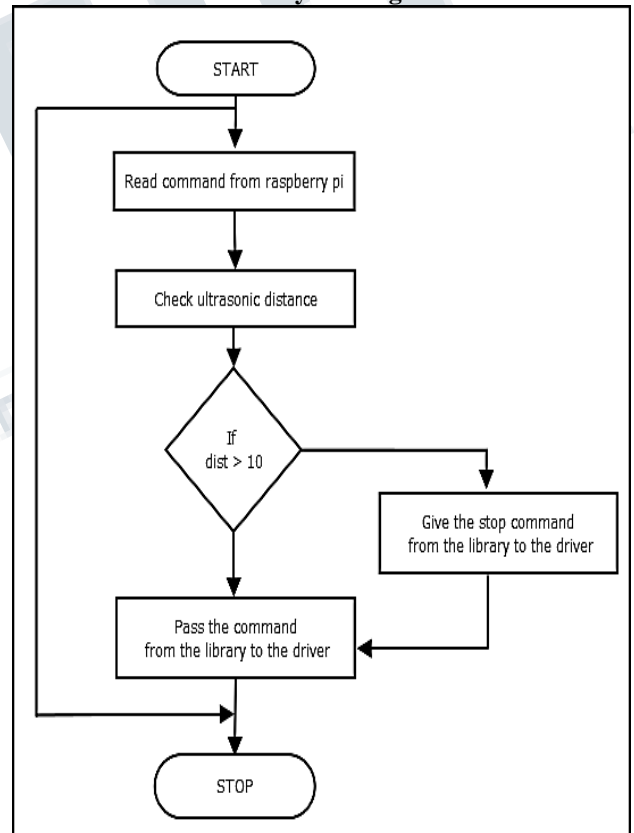 START
Read command from raspberry pi
Check ultrasonic distance
If
dist > 10
Give the stop command
from the library to the driver
Pass the command
from the library to the driver
STOP